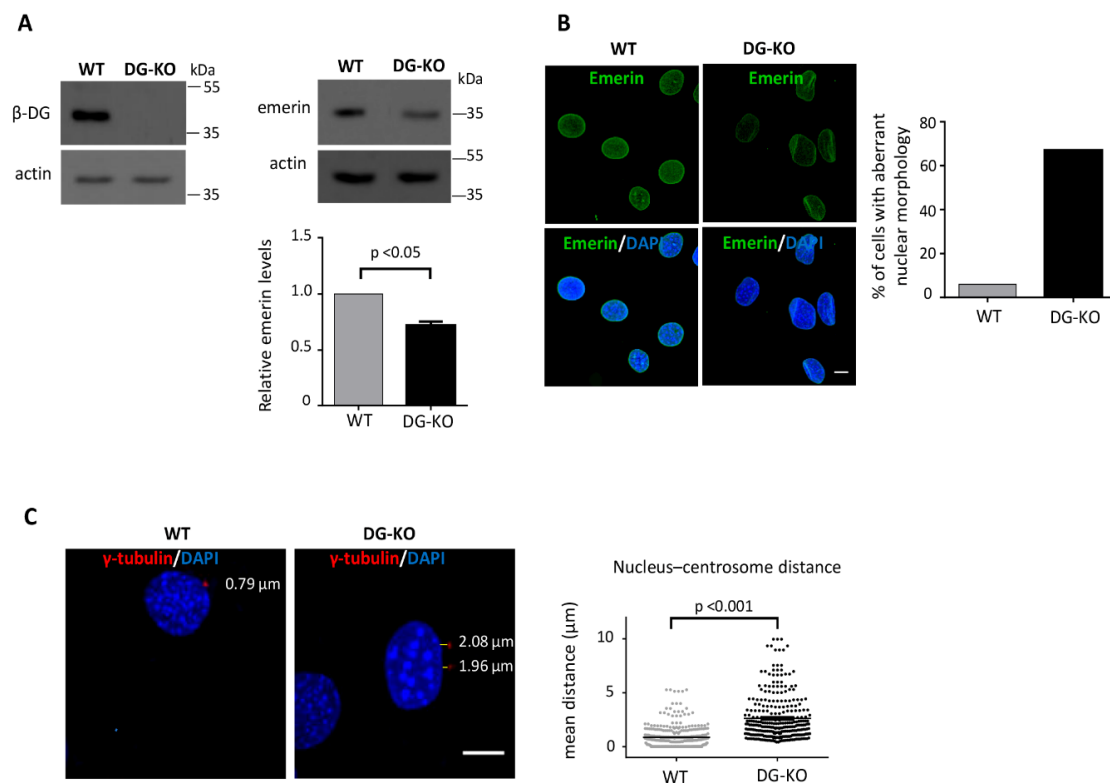 A
WT DG-KO kDa
β-DG
55
35
actin
35
WT DG-KO kDa
emerin
35
actin
55
35
Relative emerin levels
1.5
1.0
0.5
0
p <0.05
WT DG-KO
B
WT DG-KO
Emerin Emerin
Emerin/DAPI Emerin/DAPI
% of cells with aberrant
nuclear morphology
80
60
40
20
0
WT DG-KO
C
WT DG-KO
γ-tubulin/DAPI γ-tubulin/DAPI
0.79 μm
2.08 μm
1.96 μm
Nucleus–centrosome distance
p <0.001
mean distance (μm)
10
5
0
WT DG-KO